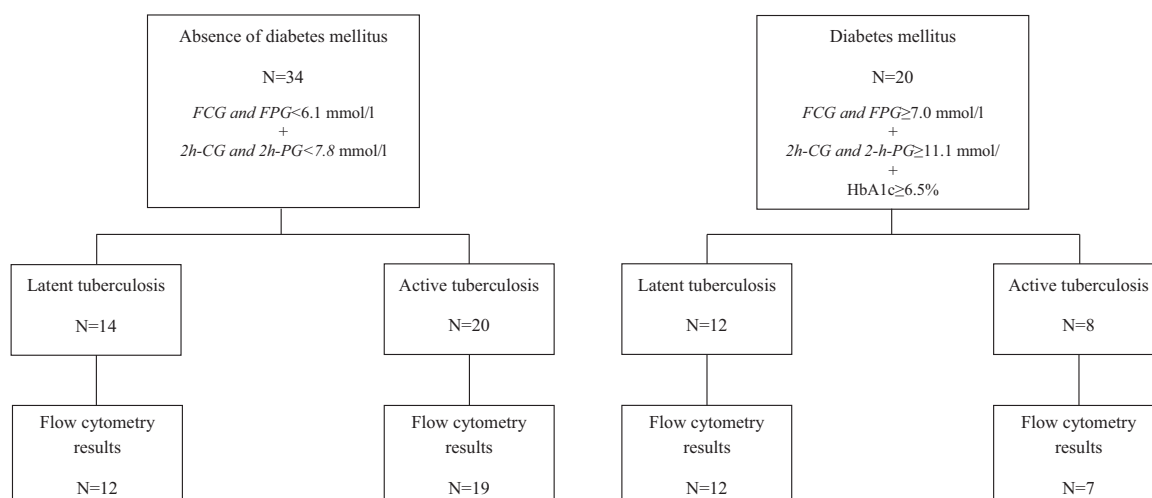 Absence of diabetes mellitus
N=34
FCG and FPG<6.1 mmol/l
+
2h-CG and 2h-PG<7.8 mmol/l
Diabetes mellitus
N=20
FCG and FPG≥7.0 mmol/l
+
2h-CG and 2-h-PG≥11.1 mmol/
+
HbA1c≥6.5%
Latent tuberculosis
N=14
Active tuberculosis
N=20
Latent tuberculosis
N=12
Active tuberculosis
N=8
Flow cytometry
results
N=12
Flow cytometry
results
N=19
Flow cytometry
results
N=12
Flow cytometry
results
N=7